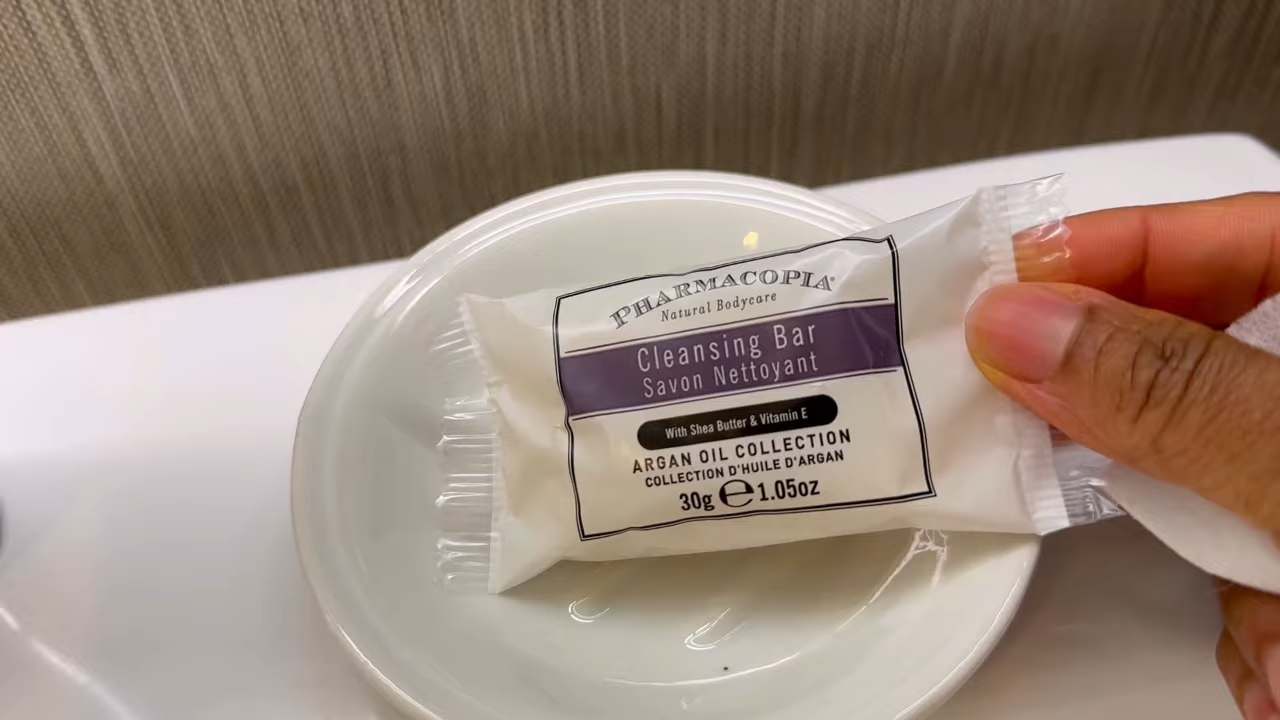 PHARMACOPIA®
Natural Bodycare
Cleansing Bar
Savon Nettoyant
With Shea Butter & Vitamin E
ARGAN OIL COLLECTION
COLLECTION D'HUILE D'ARGAN
30g ℮ 1.05oz